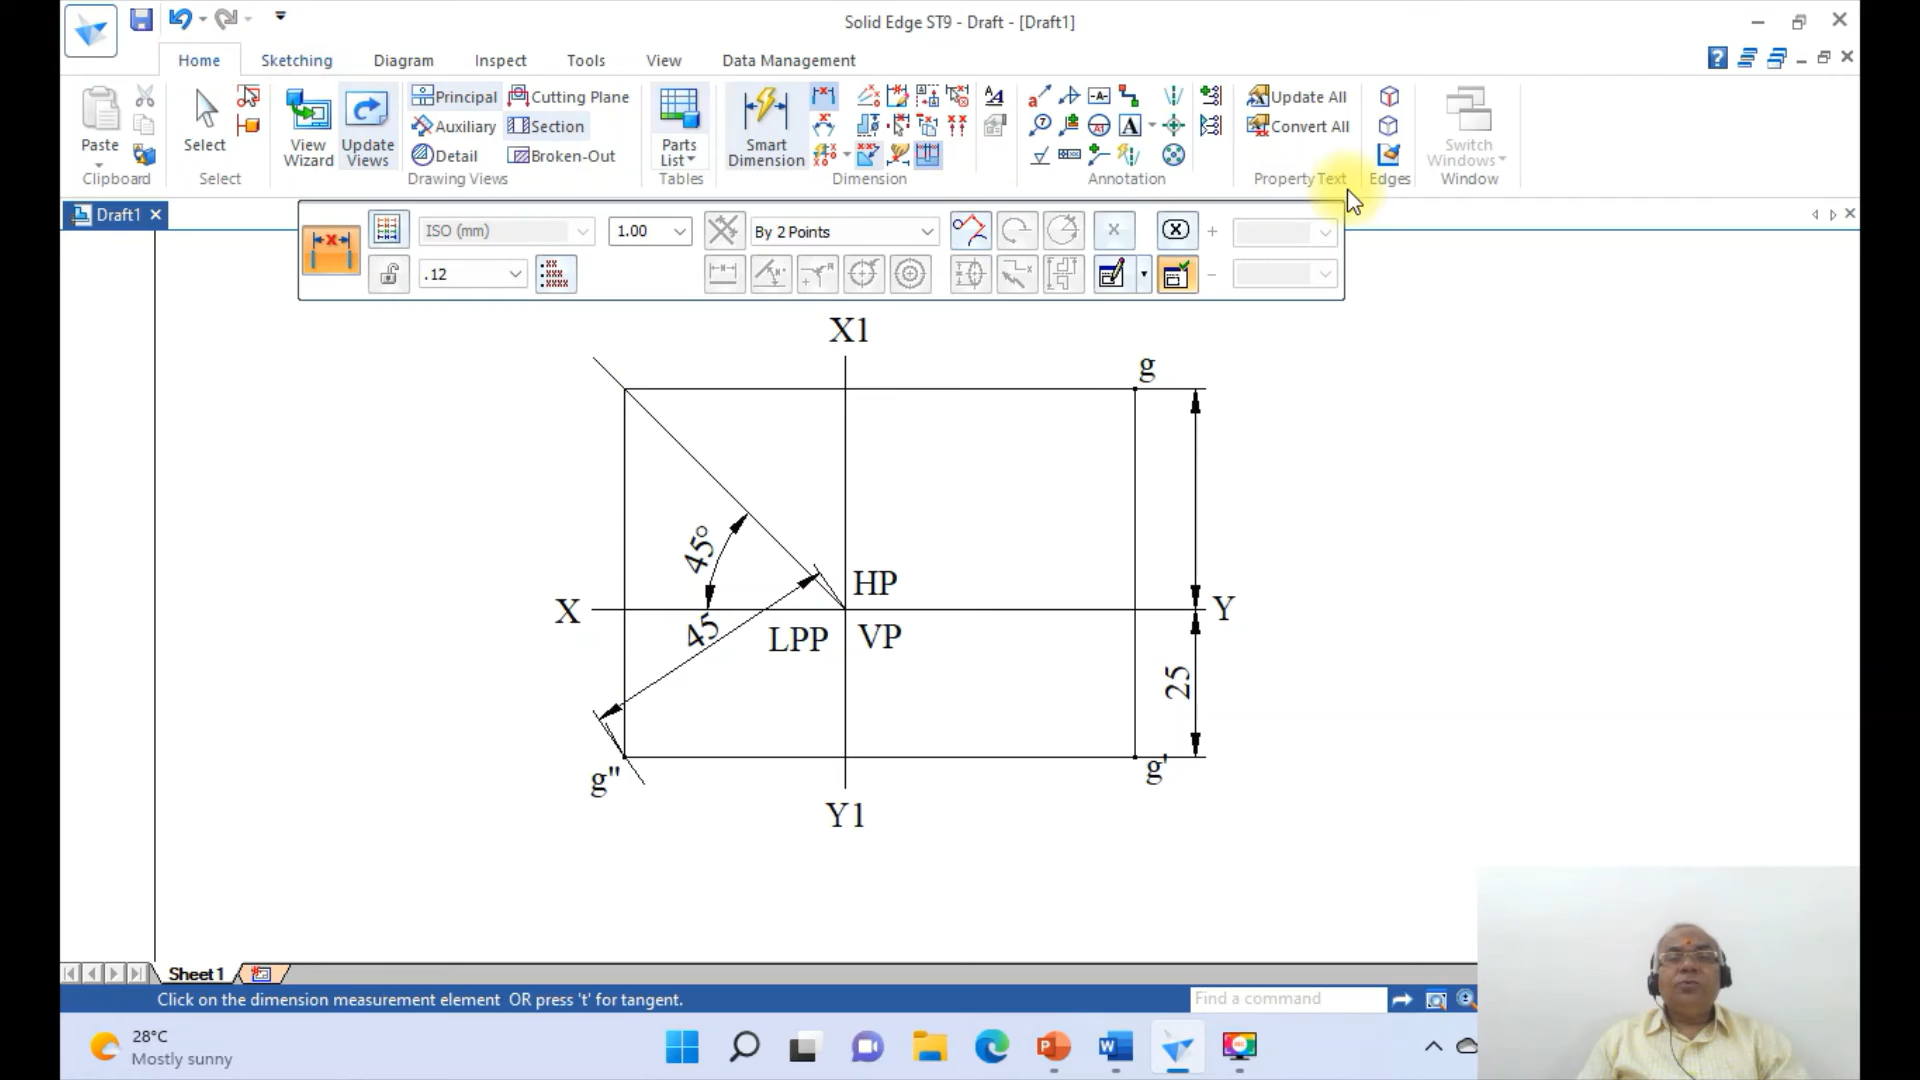 Solid Edge ST9 - Draft - [Draft1]
Home Sketching Diagram Inspect Tools View Data Management
Paste
Clipboard
Select
Select
View Wizard
Update Views
Principal
Auxiliary
Detail
Cutting Plane
Section
Broken-Out
Drawing Views
Parts List
Tables
Smart Dimension
Dimension
A
Annotation
Update All
Convert All
Property Text
Edges
Switch Windows
Window
Draft1
ISO (mm)
1.00
By 2 Points
.12
X1
g
45°
HP
X
Y
45
LPP
VP
25
g"
g'
Y1
Sheet1
Click on the dimension measurement element OR press 't' for tangent.
Find a command
28°C
Mostly sunny